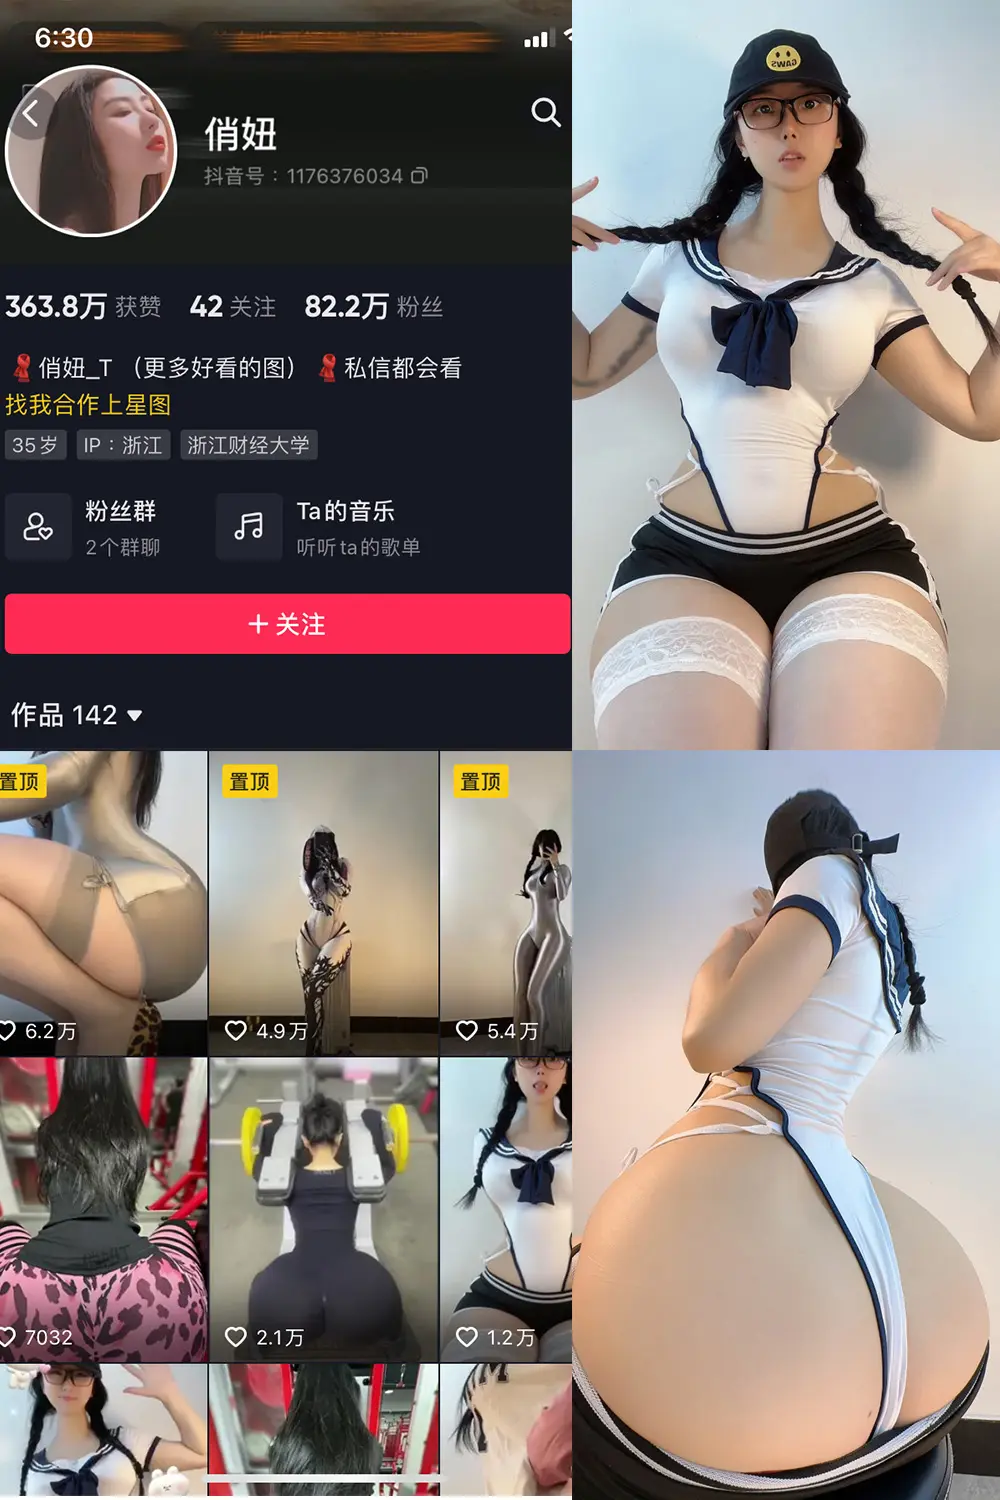 6:30
俏妞
抖音号：1176376034
363.8万 获赞 42 关注 82.2万 粉丝
俏妞_T （更多好看的图） 私信都会看
找我合作上星图
35岁 IP：浙江 浙江财经大学
粉丝群
2个群聊
Ta的音乐
听听ta的歌单
+ 关注
作品 142
置顶 置顶 置顶
6.2万 4.9万 5.4万
7032 2.1万 1.2万